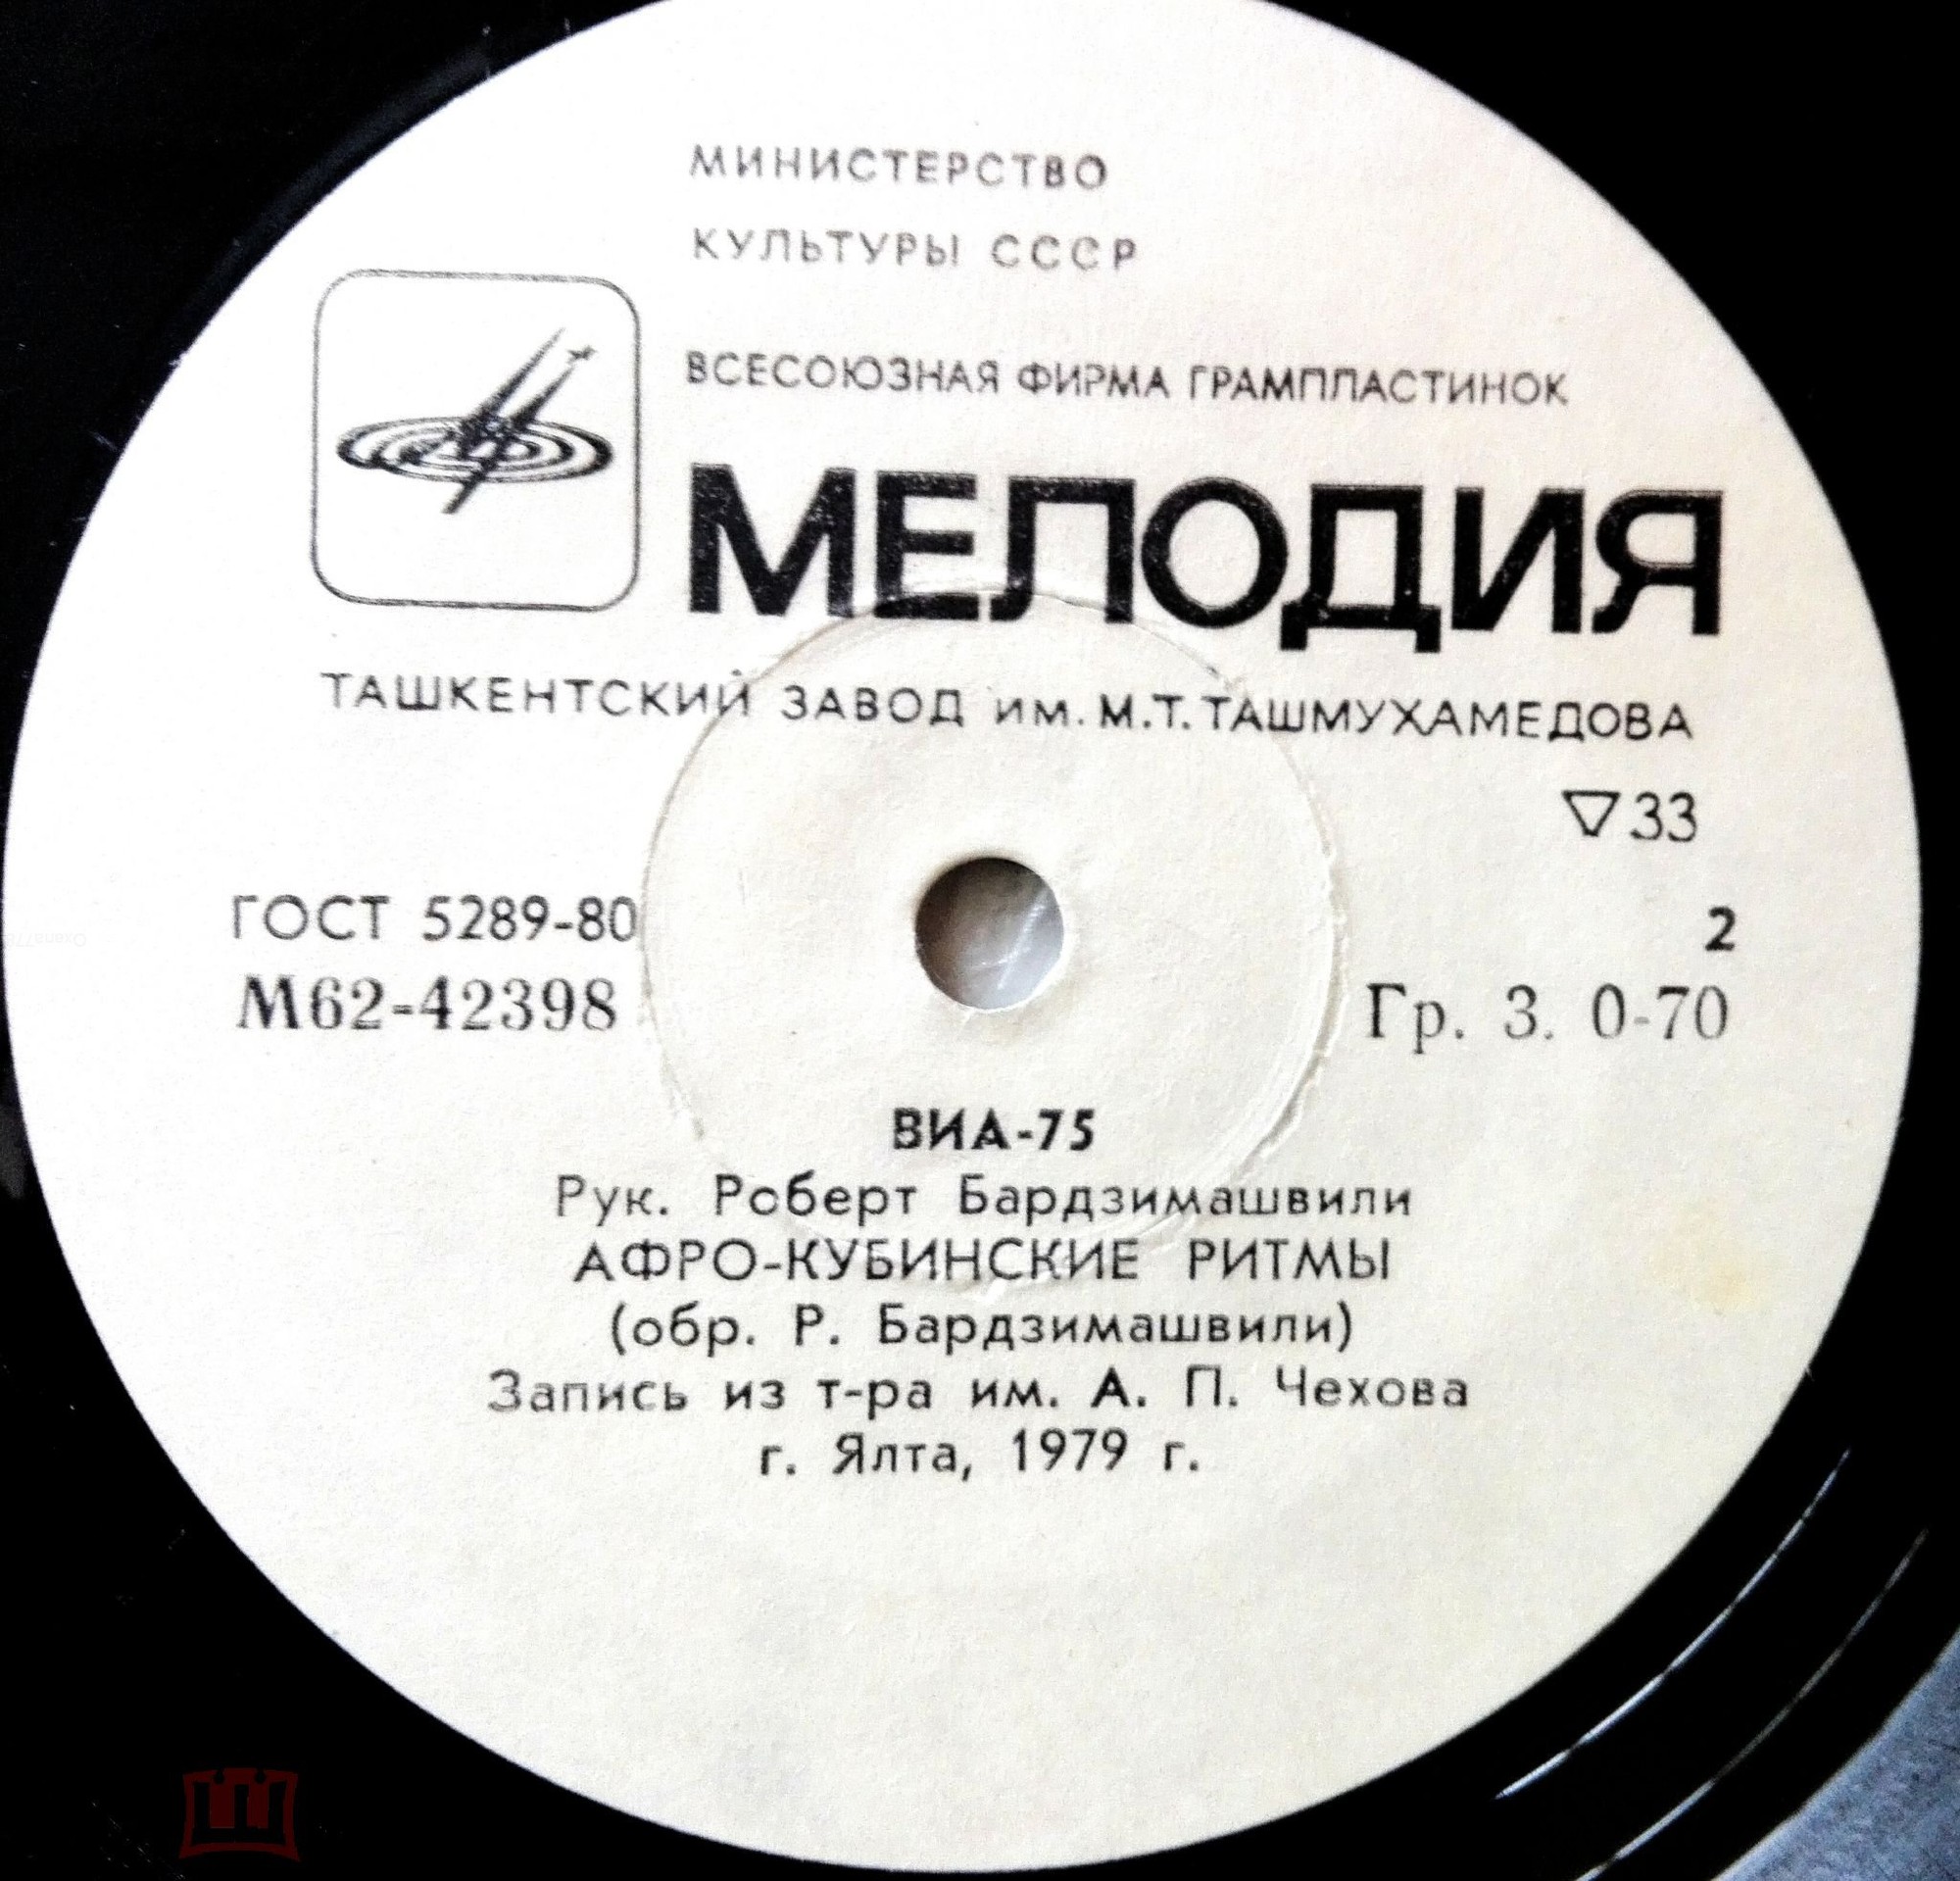 МИНИСТЕРСТВО
КУЛЬТУРЫ СССР
ВСЕСОЮЗНАЯ ФИРМА ГРАМПЛАСТИНОК
МЕЛОДИЯ
ТАШКЕНТСКИЙ ЗАВОД им. М.Т. ТАШМУХАМЕДОВА
▽33
ГОСТ 5289-80
2
М62-42398
Гр. 3. 0-70
ВИА-75
Рук. Роберт Бардзимашвили
АФРО-КУБИНСКИЕ РИТМЫ
(обр. Р. Бардзимашвили)
Запись из т-ра им. А. П. Чехова
г. Ялта, 1979 г.